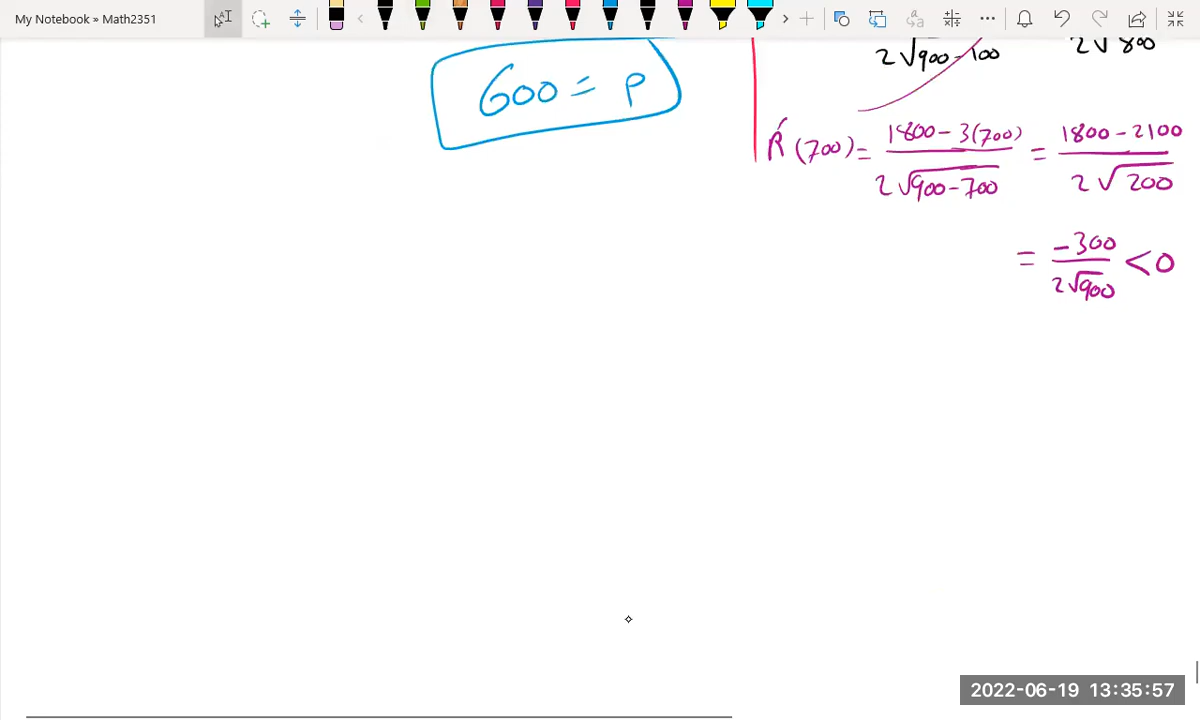 My Notebook » Math2351
2√900-100
2√800
600 = P
Ŕ(700) = 1800-3(700) / 2√900-700 = 1800-2100 / 2√200
= -300 / 2√900 < 0
2022-06-19 13:35:57